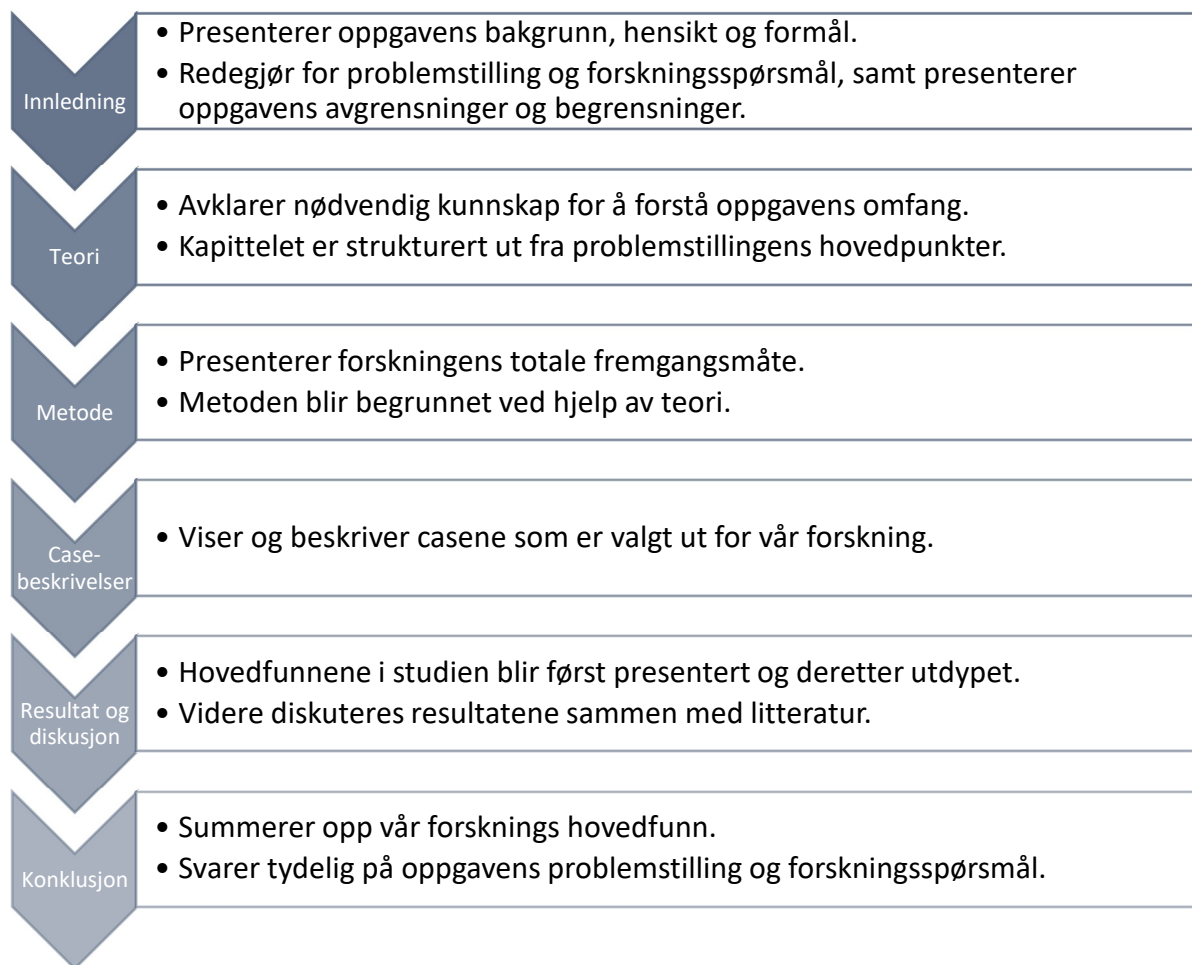 Innledning
• Presenterer oppgavens bakgrunn, hensikt og formål.
• Redegjør for problemstilling og forskningsspørsmål, samt presenterer
oppgavens avgrensninger og begrensninger.
Teori
• Avklarer nødvendig kunnskap for å forstå oppgavens omfang.
• Kapittelet er strukturert ut fra problemstillingens hovedpunkter.
Metode
• Presenterer forskningens totale fremgangsmåte.
• Metoden blir begrunnet ved hjelp av teori.
Case-
beskrivelser
• Viser og beskriver casene som er valgt ut for vår forskning.
Resultat og
diskusjon
• Hovedfunnene i studien blir først presentert og deretter utdypet.
• Videre diskuteres resultatene sammen med litteratur.
Konklusjon
• Summerer opp vår forsknings hovedfunn.
• Svarer tydelig på oppgavens problemstilling og forskningsspørsmål.